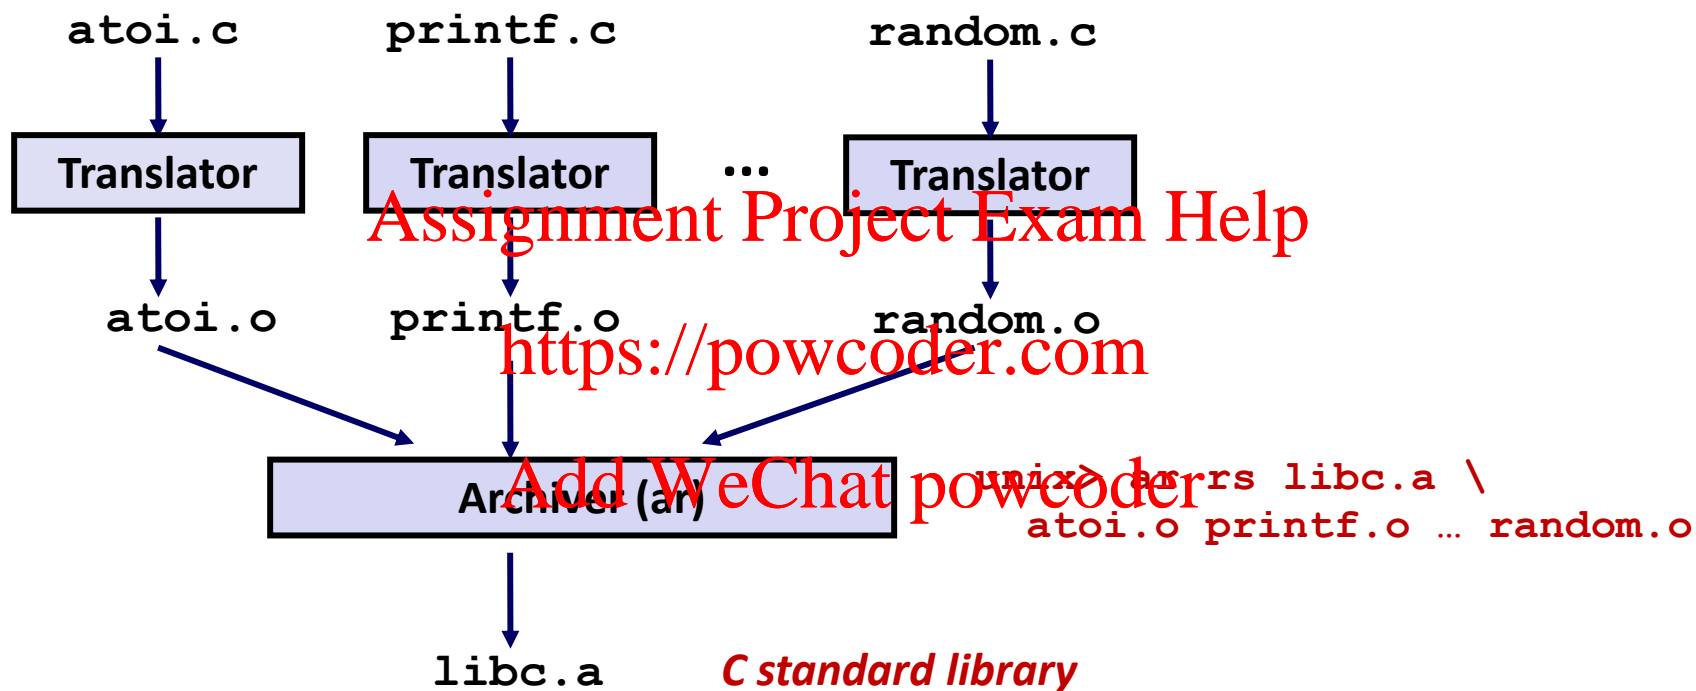 atoi.c printf.c random.c
Translator Translator ... Translator
Assignment Project Exam Help
atoi.o printf.o random.o
https://powcoder.com
Archiver (ar)
Add WeChat powcoder
unix> ar rs libc.a \
atoi.o printf.o … random.o
libc.a C standard library